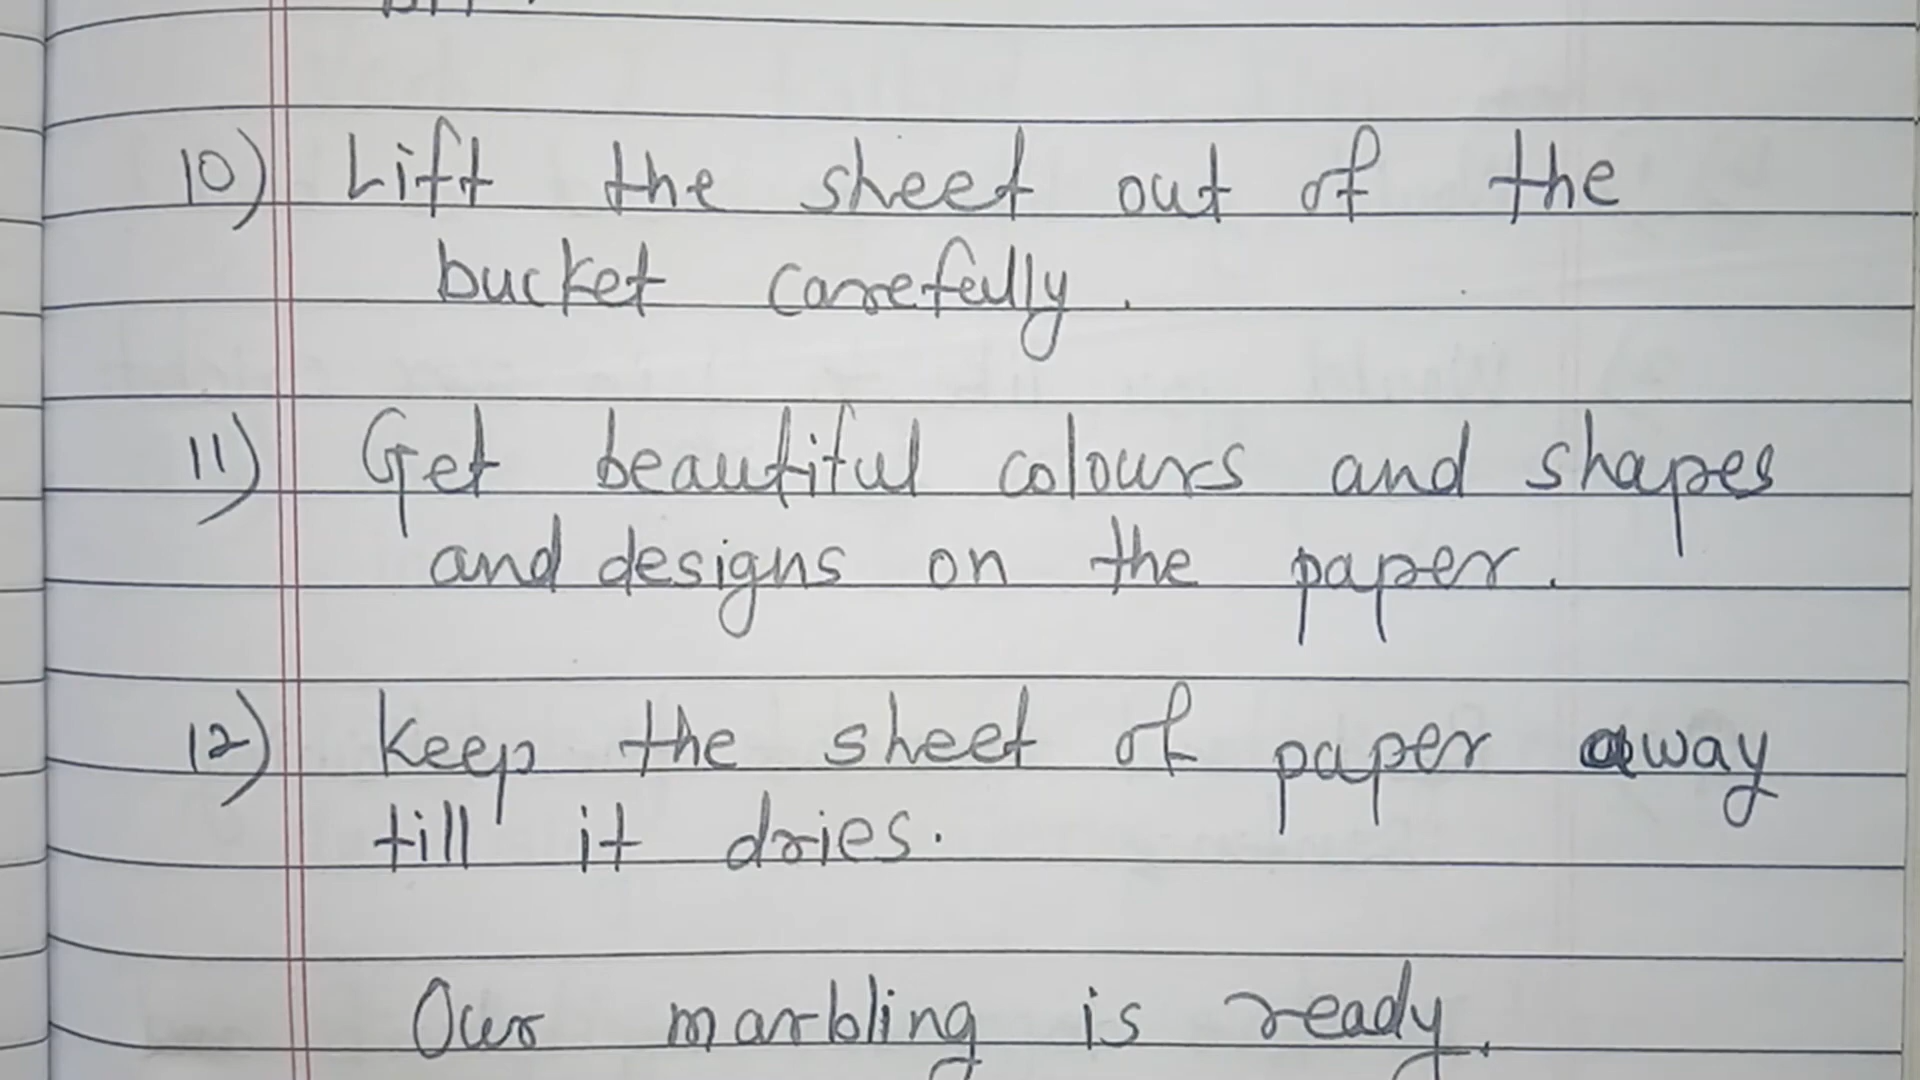 10) Lift the sheet out of the
bucket carefully.
11) Get beautiful colours and shapes
and designs on the paper.
12) Keep the sheet of paper away
till it dries.
Our marbling is ready.